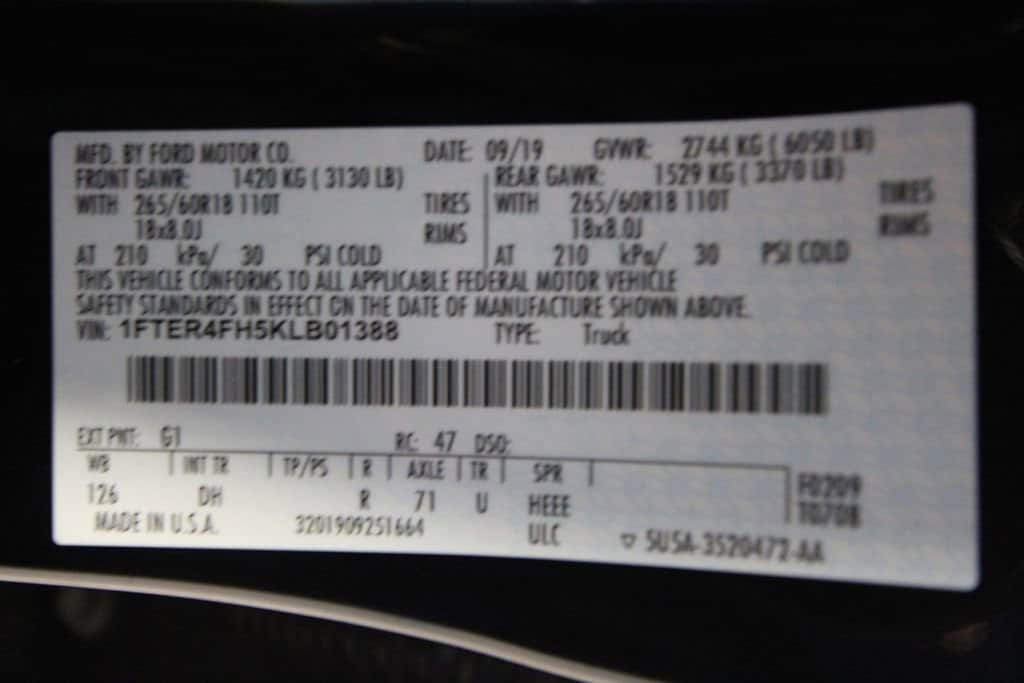 MFD. BY FORD MOTOR CO. DATE: 09/19 GVWR: 2744 KG ( 6050 LB)
FRONT GAWR: 1420 KG ( 3130 LB) REAR GAWR: 1529 KG ( 3370 LB)
WITH 265/60R18 110T TIRES WITH 265/60R18 110T TIRES
18x8.0J RIMS 18x8.0J RIMS
AT 210 kPa/ 30 PSI COLD AT 210 kPa/ 30 PSI COLD
THIS VEHICLE CONFORMS TO ALL APPLICABLE FEDERAL MOTOR VEHICLE
SAFETY STANDARDS IN EFFECT ON THE DATE OF MANUFACTURE SHOWN ABOVE.
VIN: 1FTER4FH5KLB01388 TYPE: Truck
EXT PNT: G1 RC: 47 DSO:
WB INT TR TP/PS R AXLE TR SPR
126 DH R 71 U HEEE F0209
T0708
MADE IN U.S.A. 3201909251664 ULC ▽ 5U5A-3520472-AA